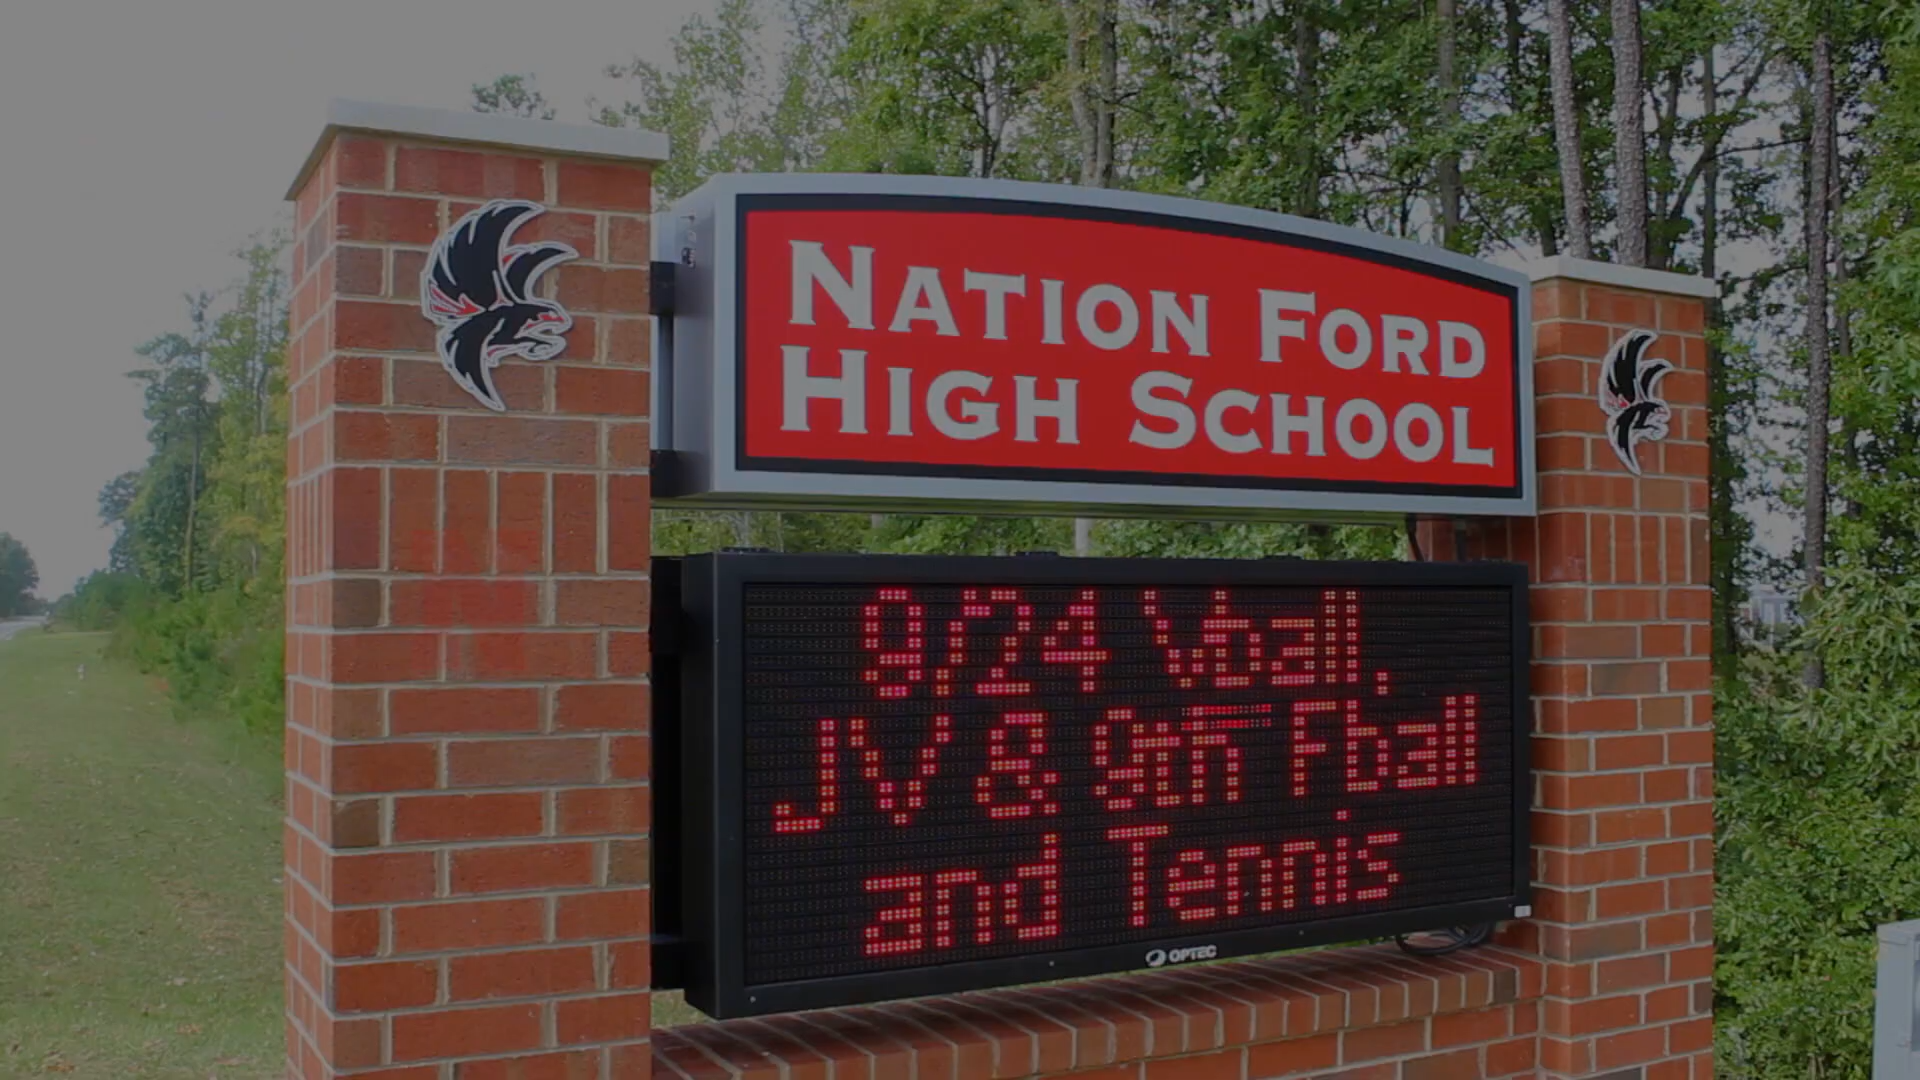 NATION FORD
HIGH SCHOOL
9/24 Vball,
JV & 9th Fball
and Tennis
OPTEC